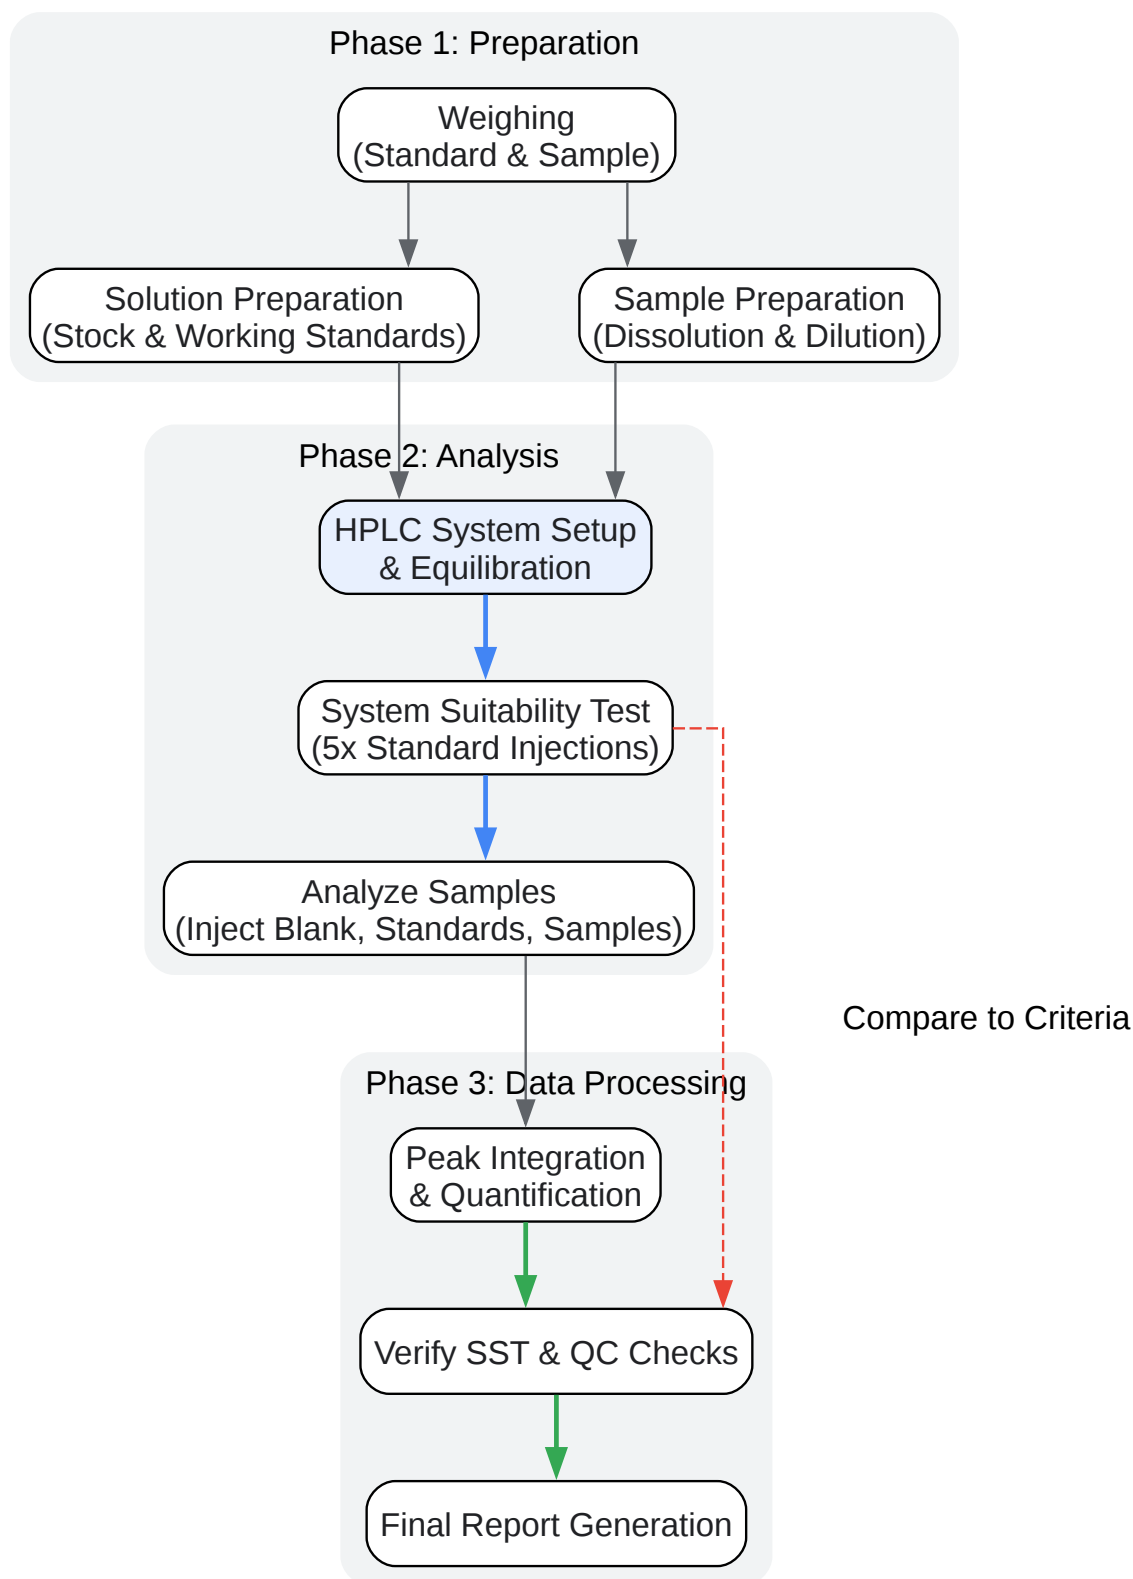 Phase 1: Preparation
Weighing
(Standard & Sample)
Solution Preparation
(Stock & Working Standards)
Sample Preparation
(Dissolution & Dilution)
Phase 2: Analysis
HPLC System Setup
& Equilibration
System Suitability Test
(5x Standard Injections)
Analyze Samples
(Inject Blank, Standards, Samples)
Compare to Criteria
Phase 3: Data Processing
Peak Integration
& Quantification
Verify SST & QC Checks
Final Report Generation